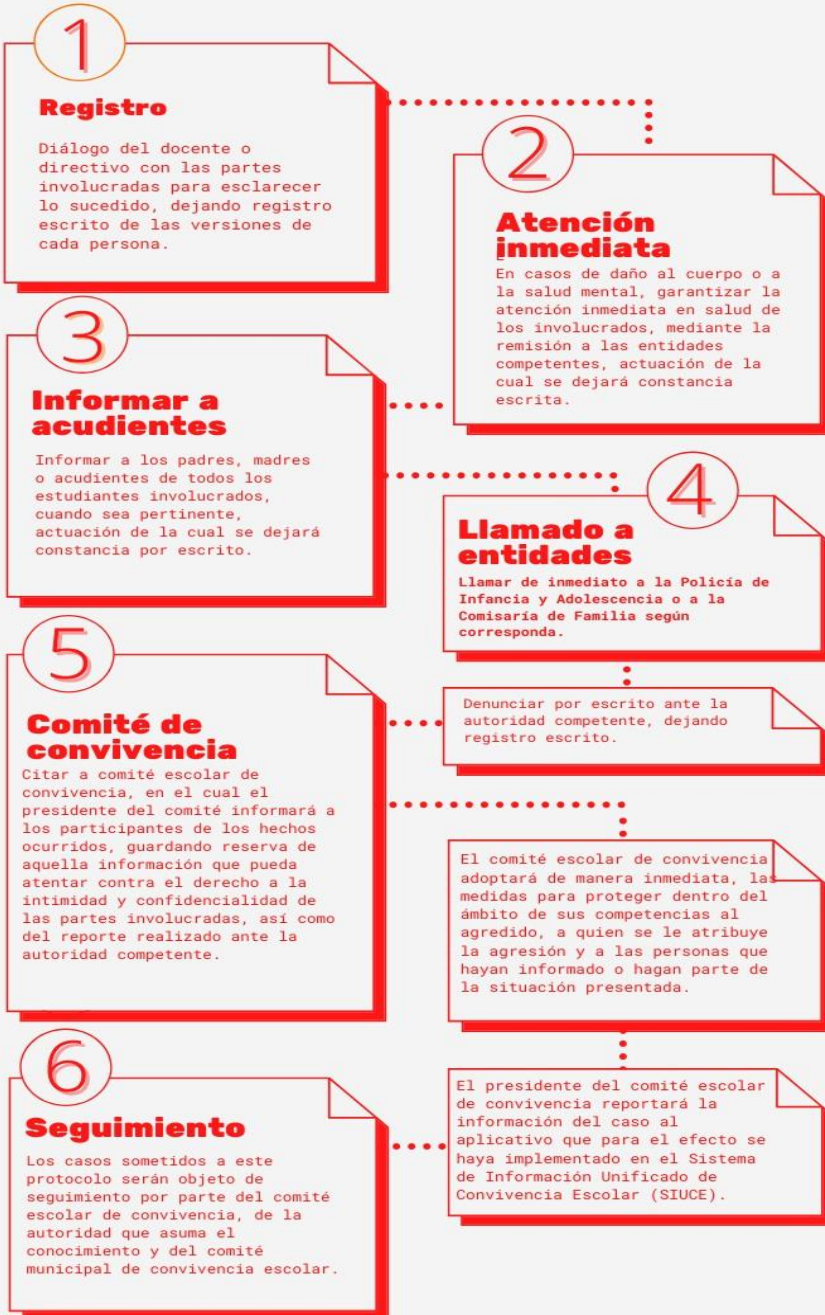 1
Registro
Diálogo del docente o
directivo con las partes
involucradas para esclarecer
lo sucedido, dejando registro
escrito de las versiones de
cada persona.
2
Atención
inmediata
En casos de daño al cuerpo o a
la salud mental, garantizar la
atención inmediata en salud de
los involucrados, mediante la
remisión a las entidades
competentes, actuación de la
cual se dejará constancia
escrita.
3
Informar a
acudientes
Informar a los padres, madres
o acudientes de todos los
estudiantes involucrados,
cuando sea pertinente,
actuación de la cual se dejará
constancia por escrito.
4
Llamado a
entidades
Llamar de inmediato a la Policía de
Infancia y Adolescencia o a la
Comisaría de Familia según
corresponda.
Denunciar por escrito ante la
autoridad competente, dejando
registro escrito.
5
Comité de
convivencia
Citar a comité escolar de
convivencia, en el cual el
presidente del comité informará a
los participantes de los hechos
ocurridos, guardando reserva de
aquella información que pueda
atentar contra el derecho a la
intimidad y confidencialidad de
las partes involucradas, así como
del reporte realizado ante la
autoridad competente.
El comité escolar de convivencia
adoptará de manera inmediata, las
medidas para proteger dentro del
ámbito de sus competencias al
agredido, a quien se le atribuye
la agresión y a las personas que
hayan informado o hagan parte de
la situación presentada.
El presidente del comité escolar
de convivencia reportará la
información del caso al
aplicativo que para el efecto se
haya implementado en el Sistema
de Información Unificado de
Convivencia Escolar (SIUCE).
6
Seguimiento
Los casos sometidos a este
protocolo serán objeto de
seguimiento por parte del comité
escolar de convivencia, de la
autoridad que asuma el
conocimiento y del comité
municipal de convivencia escolar.